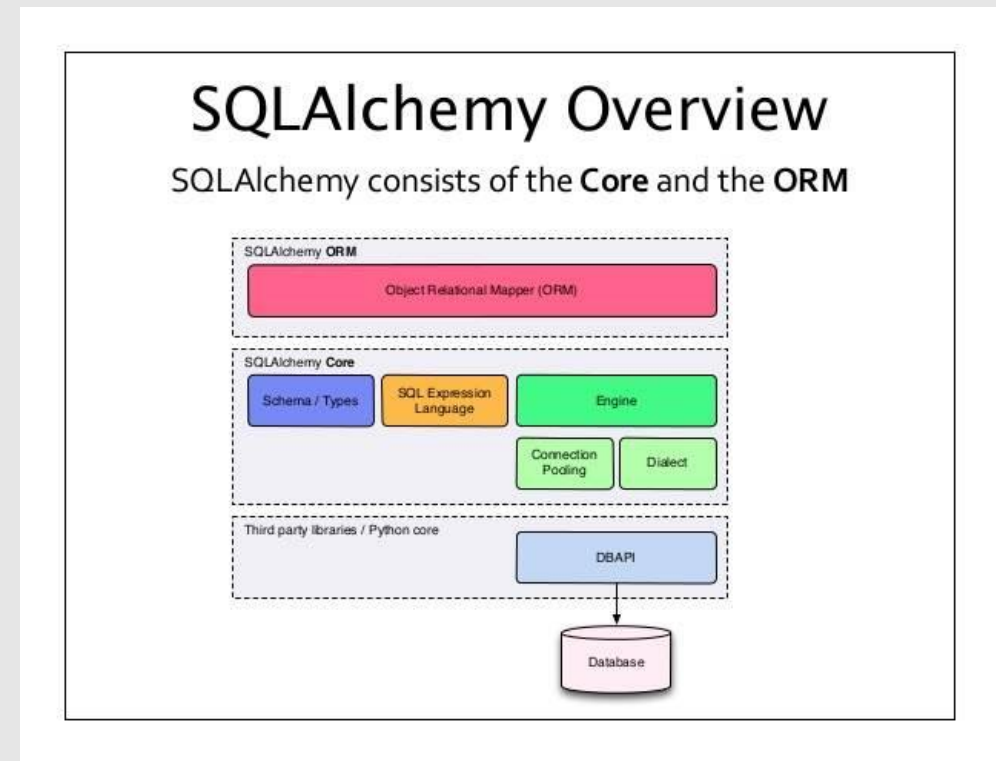 SQLAlchemy Overview
SQLAlchemy consists of the Core and the ORM
SQLAlchemy ORM
Object Relational Mapper (ORM)
SQLAlchemy Core
Schema / Types
SQL Expression
Language
Engine
Connection
Pooling
Dialect
Third party libraries / Python core
DBAPI
Database